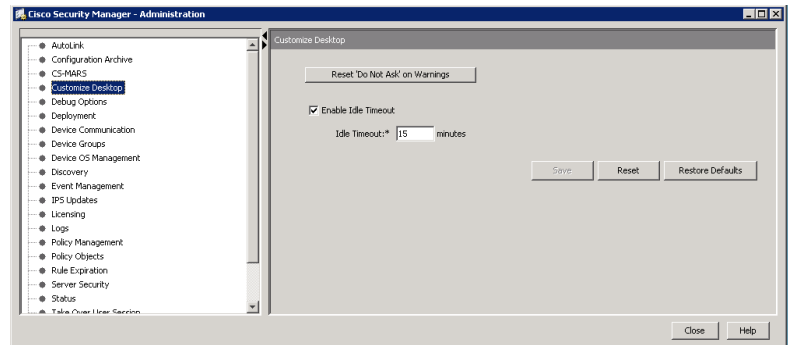 Cisco Security Manager - Administration
AutoLink
Configuration Archive
CS-MARS
Customize Desktop
Debug Options
Deployment
Device Communication
Device Groups
Device OS Management
Discovery
Event Management
IPS Updates
Licensing
Logs
Policy Management
Policy Objects
Rule Expiration
Server Security
Status
Take Over User Session
Customize Desktop
Reset 'Do Not Ask' on Warnings
Enable Idle Timeout
Idle Timeout:* 15 minutes
Save Reset Restore Defaults
Close Help